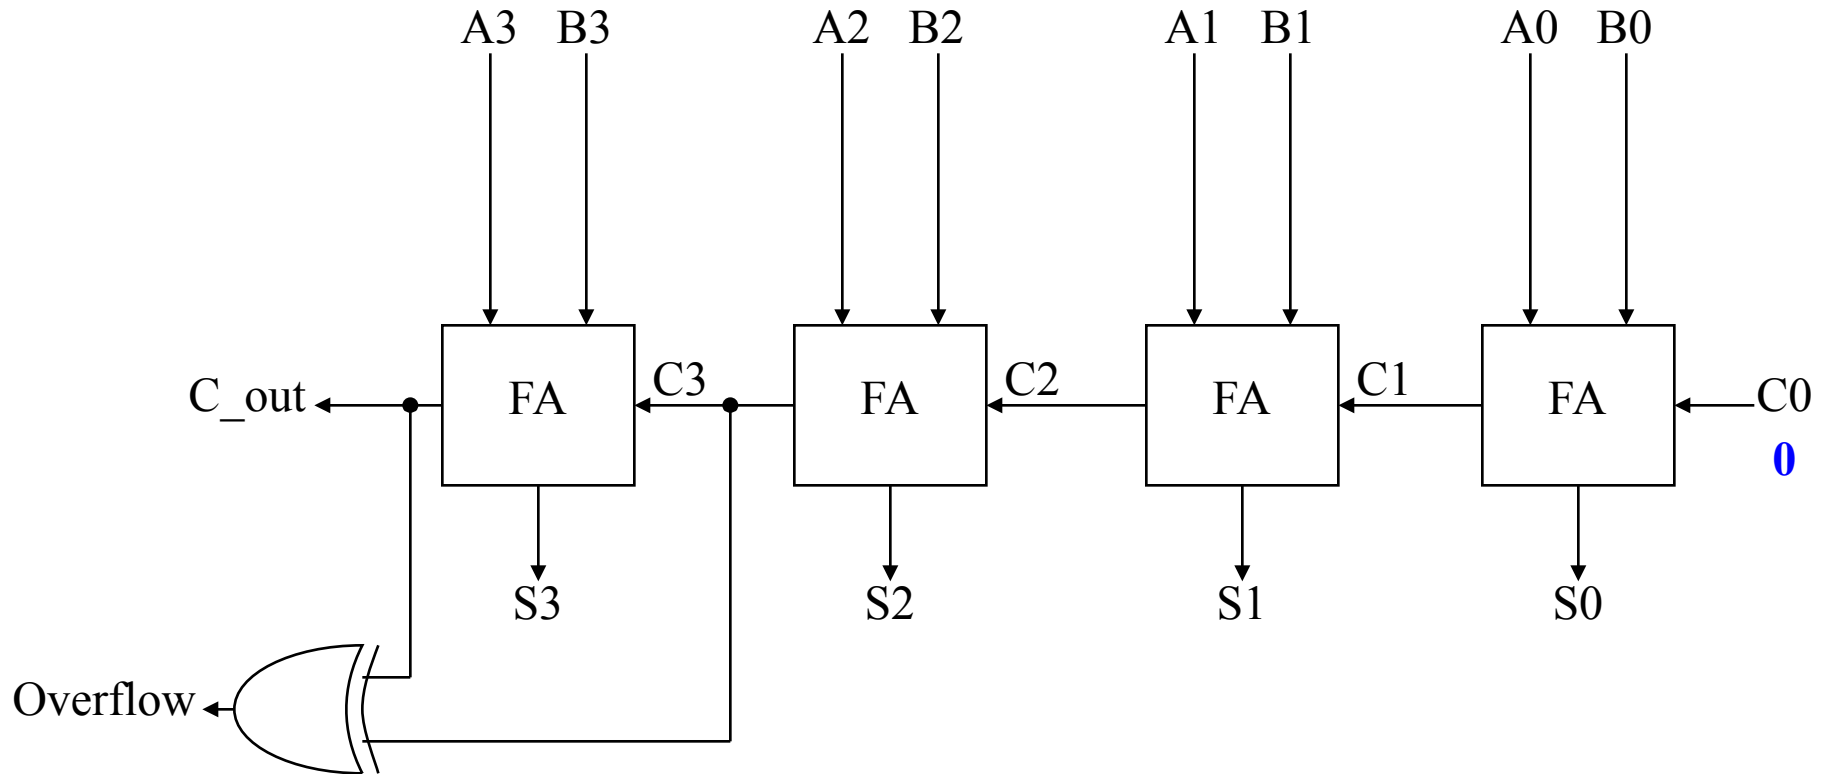 A3 B3 A2 B2 A1 B1 A0 B0
C_out FA C3 FA C2 FA C1 FA C0
0
S3 S2 S1 S0
Overflow